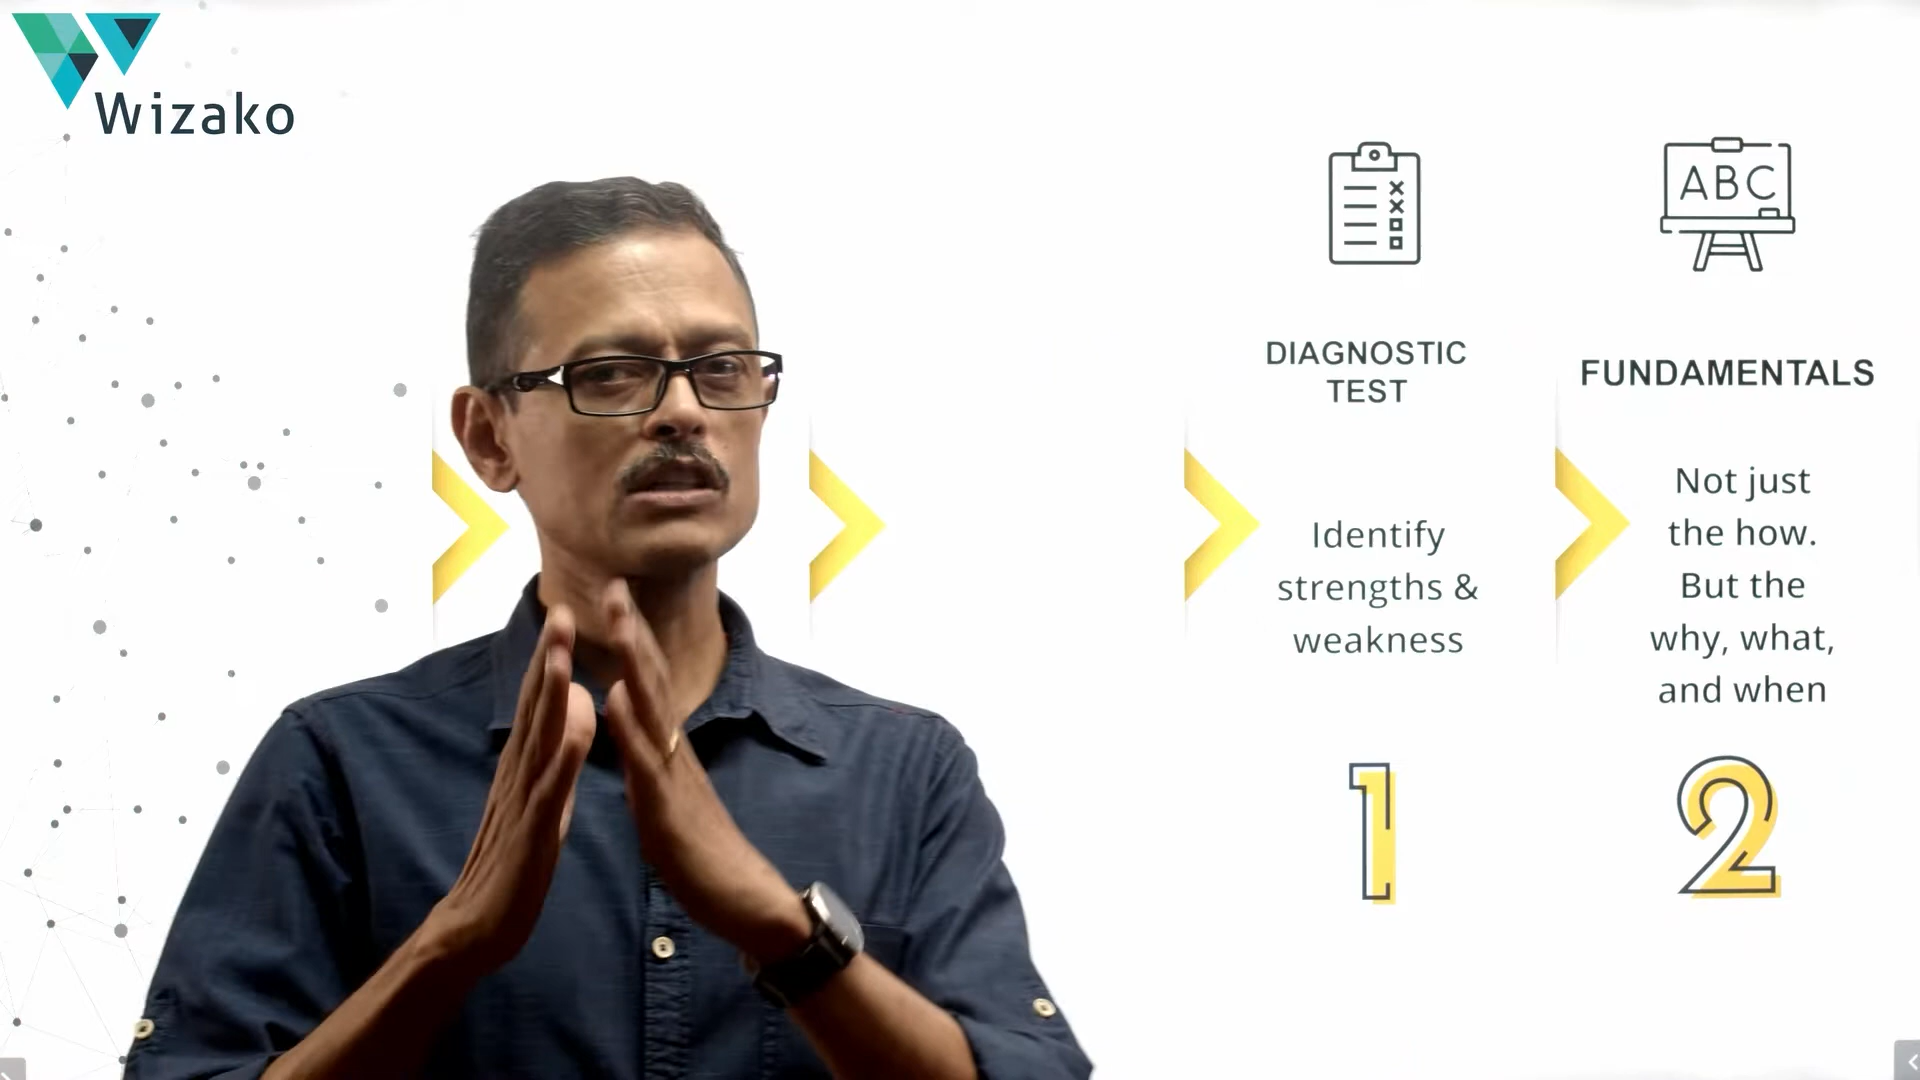 Wizako
ABC
DIAGNOSTIC
TEST
Identify
strengths &
weakness
1
FUNDAMENTALS
Not just
the how.
But the
why, what,
and when
2